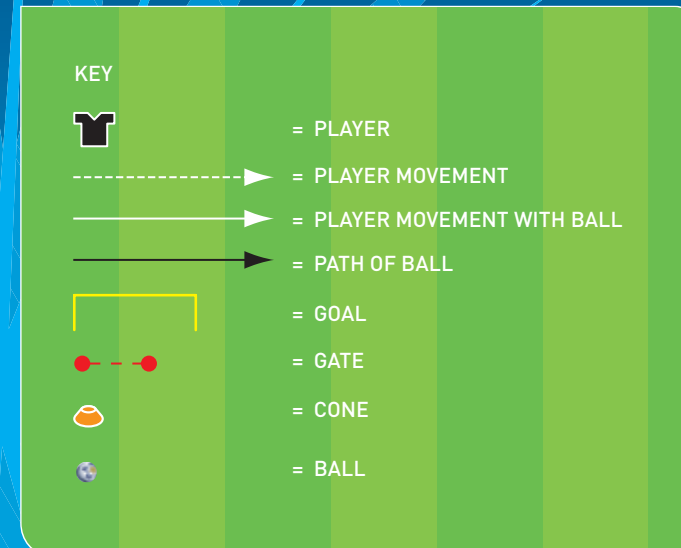 KEY
= PLAYER
= PLAYER MOVEMENT
= PLAYER MOVEMENT WITH BALL
= PATH OF BALL
= GOAL
= GATE
= CONE
= BALL